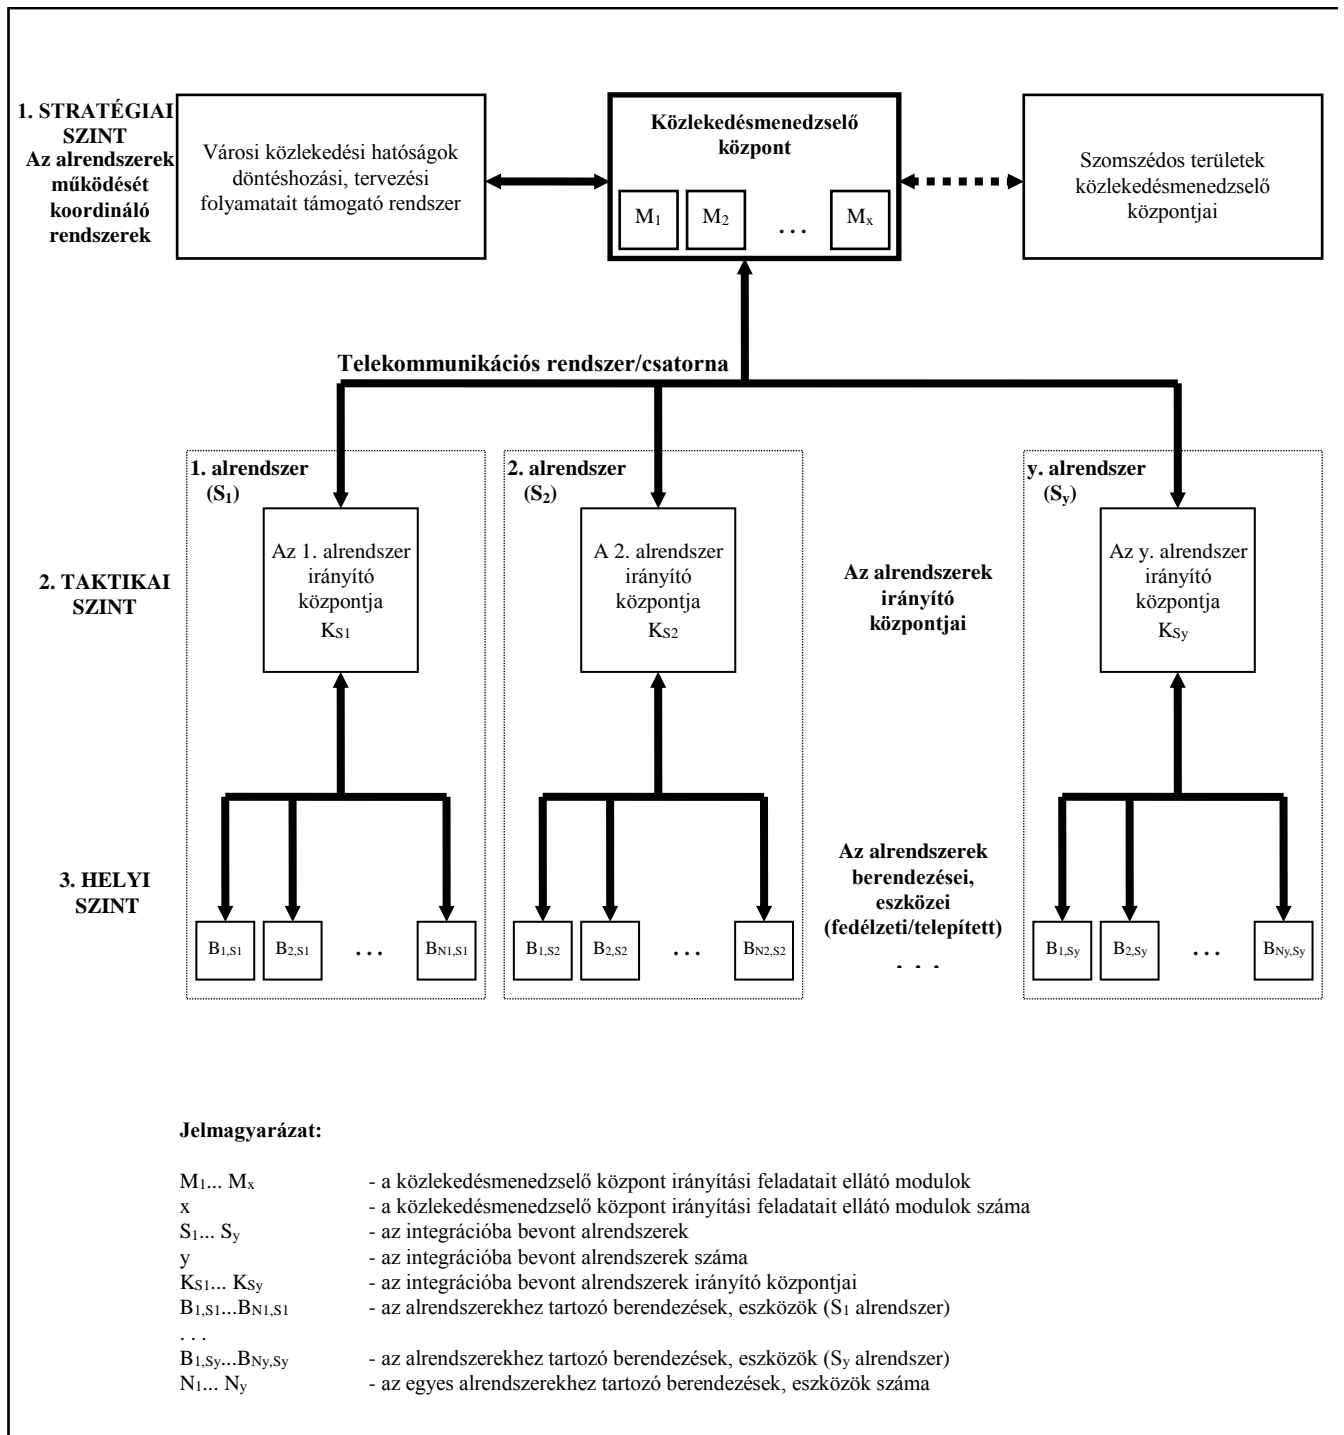 1. STRATÉGIAI
SZINT
Az alrendszerek
működését
koordináló
rendszerek
Városi közlekedési hatóságok
döntéshozási, tervezési
folyamatait támogató rendszer
Közlekedésmenedzselő
központ
M1 M2 ... Mx
Szomszédos területek
közlekedésmenedzselő
központjai
Telekommunikációs rendszer/csatorna
1. alrendszer
(S1)
2. alrendszer
(S2)
y. alrendszer
(Sy)
2. TAKTIKAI
SZINT
Az 1. alrendszer
irányító
központja
KS1
A 2. alrendszer
irányító
központja
KS2
Az alrendszerek
irányító
központjai
Az y. alrendszer
irányító
központja
KSy
3. HELYI
SZINT
B1,S1 B2,S1 ... BN1,S1
B1,S2 B2,S2 ... BN2,S2
Az alrendszerek
berendezései,
eszközei
(fedélzeti/telepített)
. . .
B1,Sy B2,Sy ... BNy,Sy
Jelmagyarázat:
M1... Mx - a közlekedésmenedzselő központ irányítási feladatait ellátó modulok
x - a közlekedésmenedzselő központ irányítási feladatait ellátó modulok száma
S1... Sy - az integrációba bevont alrendszerek
y - az integrációba bevont alrendszerek száma
KS1... KSy - az integrációba bevont alrendszerek irányító központjai
B1,S1...BN1,S1 - az alrendszerekhez tartozó berendezések, eszközök (S1 alrendszer)
. . .
B1,Sy...BNy,Sy - az alrendszerekhez tartozó berendezések, eszközök (Sy alrendszer)
N1... Ny - az egyes alrendszerekhez tartozó berendezések, eszközök száma